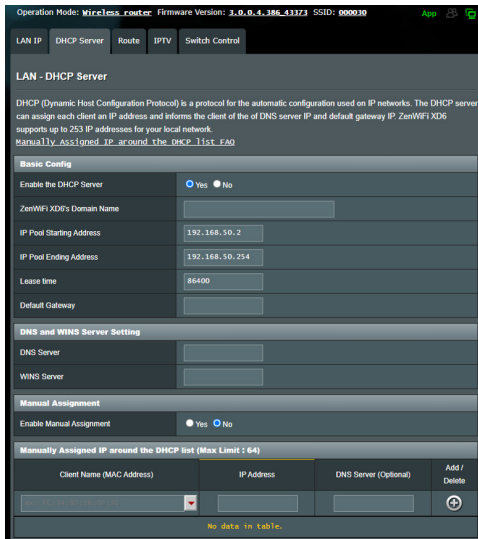 Operation Mode: Wireless router Firmware Version: 3.0.0.4.386_43373 SSID: 000030 App
LAN IP DHCP Server Route IPTV Switch Control
LAN - DHCP Server
DHCP (Dynamic Host Configuration Protocol) is a protocol for the automatic configuration used on IP networks. The DHCP server
can assign each client an IP address and informs the client of the of DNS server IP and default gateway IP. ZenWiFi XD6
supports up to 253 IP addresses for your local network.
Manually Assigned IP around the DHCP list FAQ
Basic Config
Enable the DHCP Server Yes No
ZenWiFi XD6's Domain Name
IP Pool Starting Address 192.168.50.2
IP Pool Ending Address 192.168.50.254
Lease time 86400
Default Gateway
DNS and WINS Server Setting
DNS Server
WINS Server
Manual Assignment
Enable Manual Assignment Yes No
Manually Assigned IP around the DHCP list (Max Limit : 64)
Client Name (MAC Address) IP Address DNS Server (Optional) Add /
Delete
No data in table.